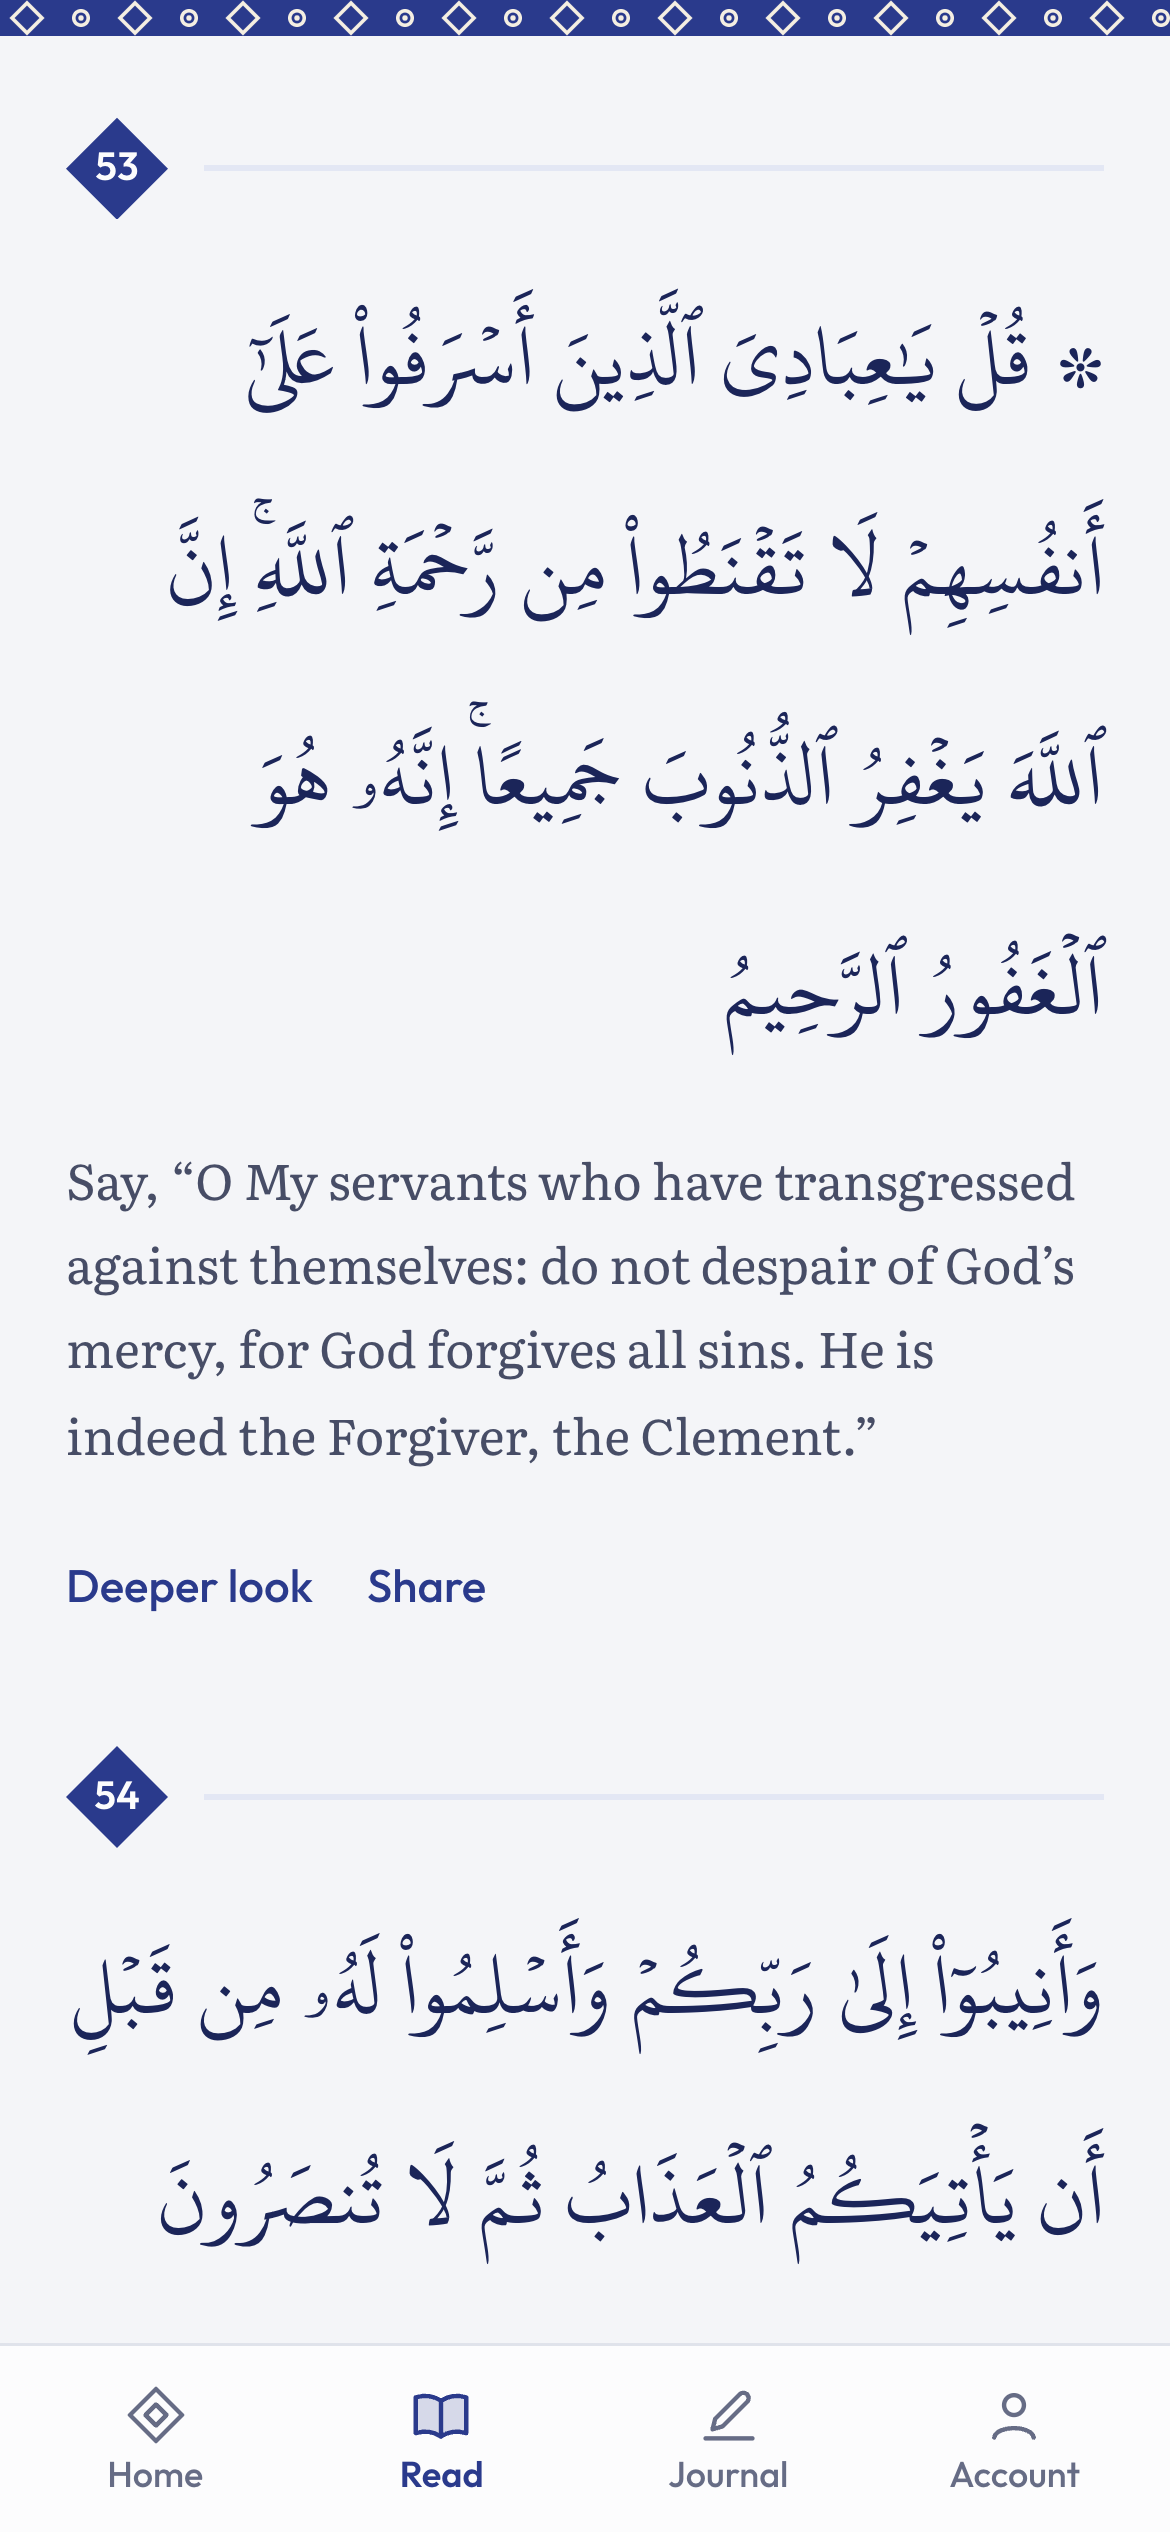 53
۞ قُلۡ يَـٰعِبَادِىَ ٱلَّذِينَ أَسۡرَفُوا۟ عَلَىٰٓ
أَنفُسِهِمۡ لَا تَقۡنَطُوا۟ مِن رَّحۡمَةِ ٱللَّهِۚ إِنَّ
ٱللَّهَ يَغۡفِرُ ٱلذُّنُوبَ جَمِيعًاۚ إِنَّهُۥ هُوَ
ٱلۡغَفُورُ ٱلرَّحِيمُ
Say, “O My servants who have transgressed
against themselves: do not despair of God’s
mercy, for God forgives all sins. He is
indeed the Forgiver, the Clement.”
Deeper look Share
54
وَأَنِيبُوٓا۟ إِلَىٰ رَبِّكُمۡ وَأَسۡلِمُوا۟ لَهُۥ مِن قَبۡلِ
أَن يَأۡتِيَكُمُ ٱلۡعَذَابُ ثُمَّ لَا تُنصَرُونَ
Home Read Journal Account